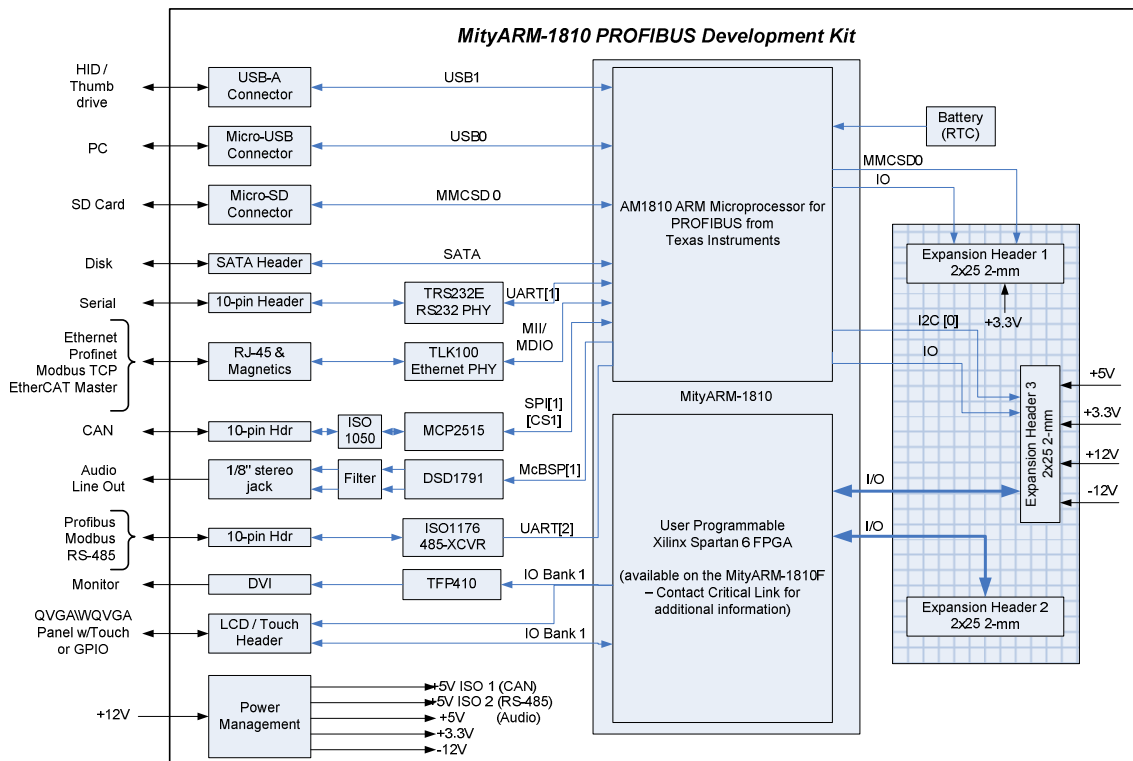 MityARM-1810 PROFIBUS Development Kit
HID /
Thumb
drive
USB-A
Connector
USB1
PC
Micro-USB
Connector
USB0
SD Card
Micro-SD
Connector
MMCSD 0
Disk
SATA Header
SATA
Serial
10-pin Header
TRS232E
RS232 PHY
UART[1]
Ethernet
Profinet
Modbus TCP
EtherCAT Master
RJ-45 &
Magnetics
TLK100
Ethernet PHY
MII/
MDIO
CAN
10-pin Hdr
ISO
1050
MCP2515
SPI[1]
[CS1]
Audio
Line Out
1/8" stereo
jack
Filter
DSD1791
McBSP[1]
Profibus
Modbus
RS-485
10-pin Hdr
ISO1176
485-XCVR
UART[2]
Monitor
DVI
TFP410
IO Bank 1
QVGA\WQVGA
Panel w/Touch
or GPIO
LCD / Touch
Header
IO Bank 1
+12V
Power
Management
+5V ISO 1 (CAN)
+5V ISO 2 (RS-485)
+5V (Audio)
+3.3V
-12V
AM1810 ARM Microprocessor for
PROFIBUS from
Texas Instruments
MityARM-1810
User Programmable
Xilinx Spartan 6 FPGA
(available on the MityARM-1810F
– Contact Critical Link for
additional information)
Battery
(RTC)
MMCSD0
IO
Expansion Header 1
2x25 2-mm
+3.3V
I2C [0]
IO
Expansion Header 3
2x25 2-mm
+5V
+3.3V
+12V
-12V
I/O
I/O
Expansion Header 2
2x25 2-mm